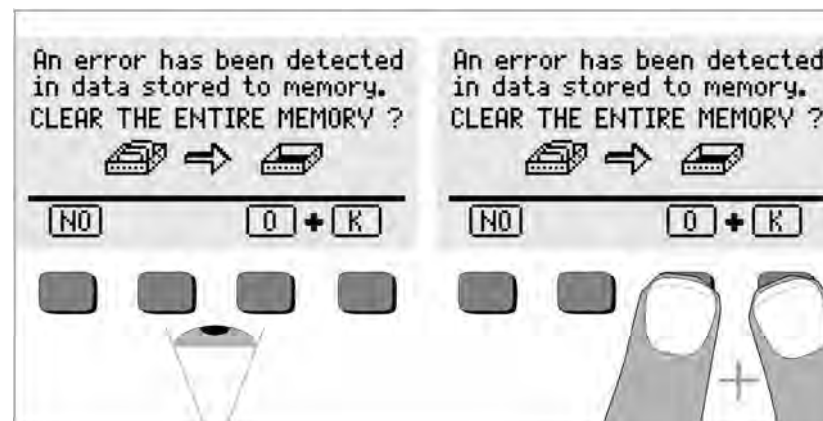 An error has been detected
in data stored to memory.
CLEAR THE ENTIRE MEMORY ?
NO O + K
An error has been detected
in data stored to memory.
CLEAR THE ENTIRE MEMORY ?
NO O + K
+